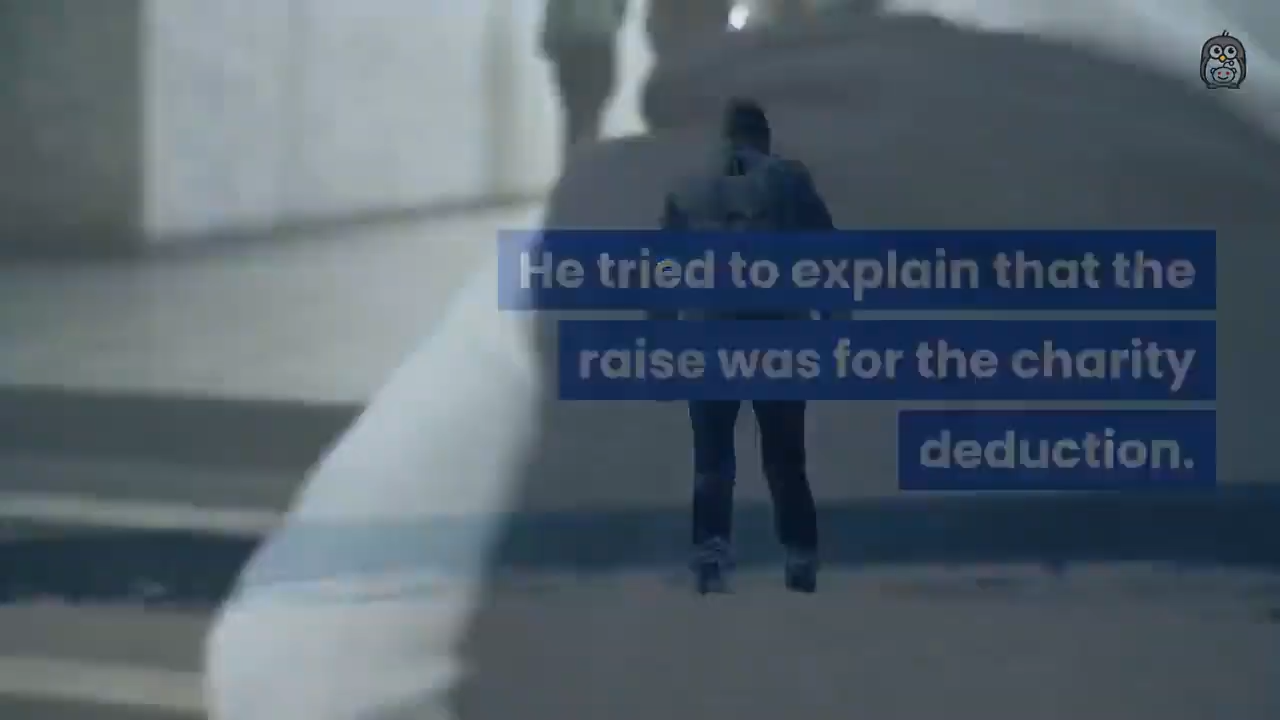 He tried to explain that the
raise was for the charity
deduction.